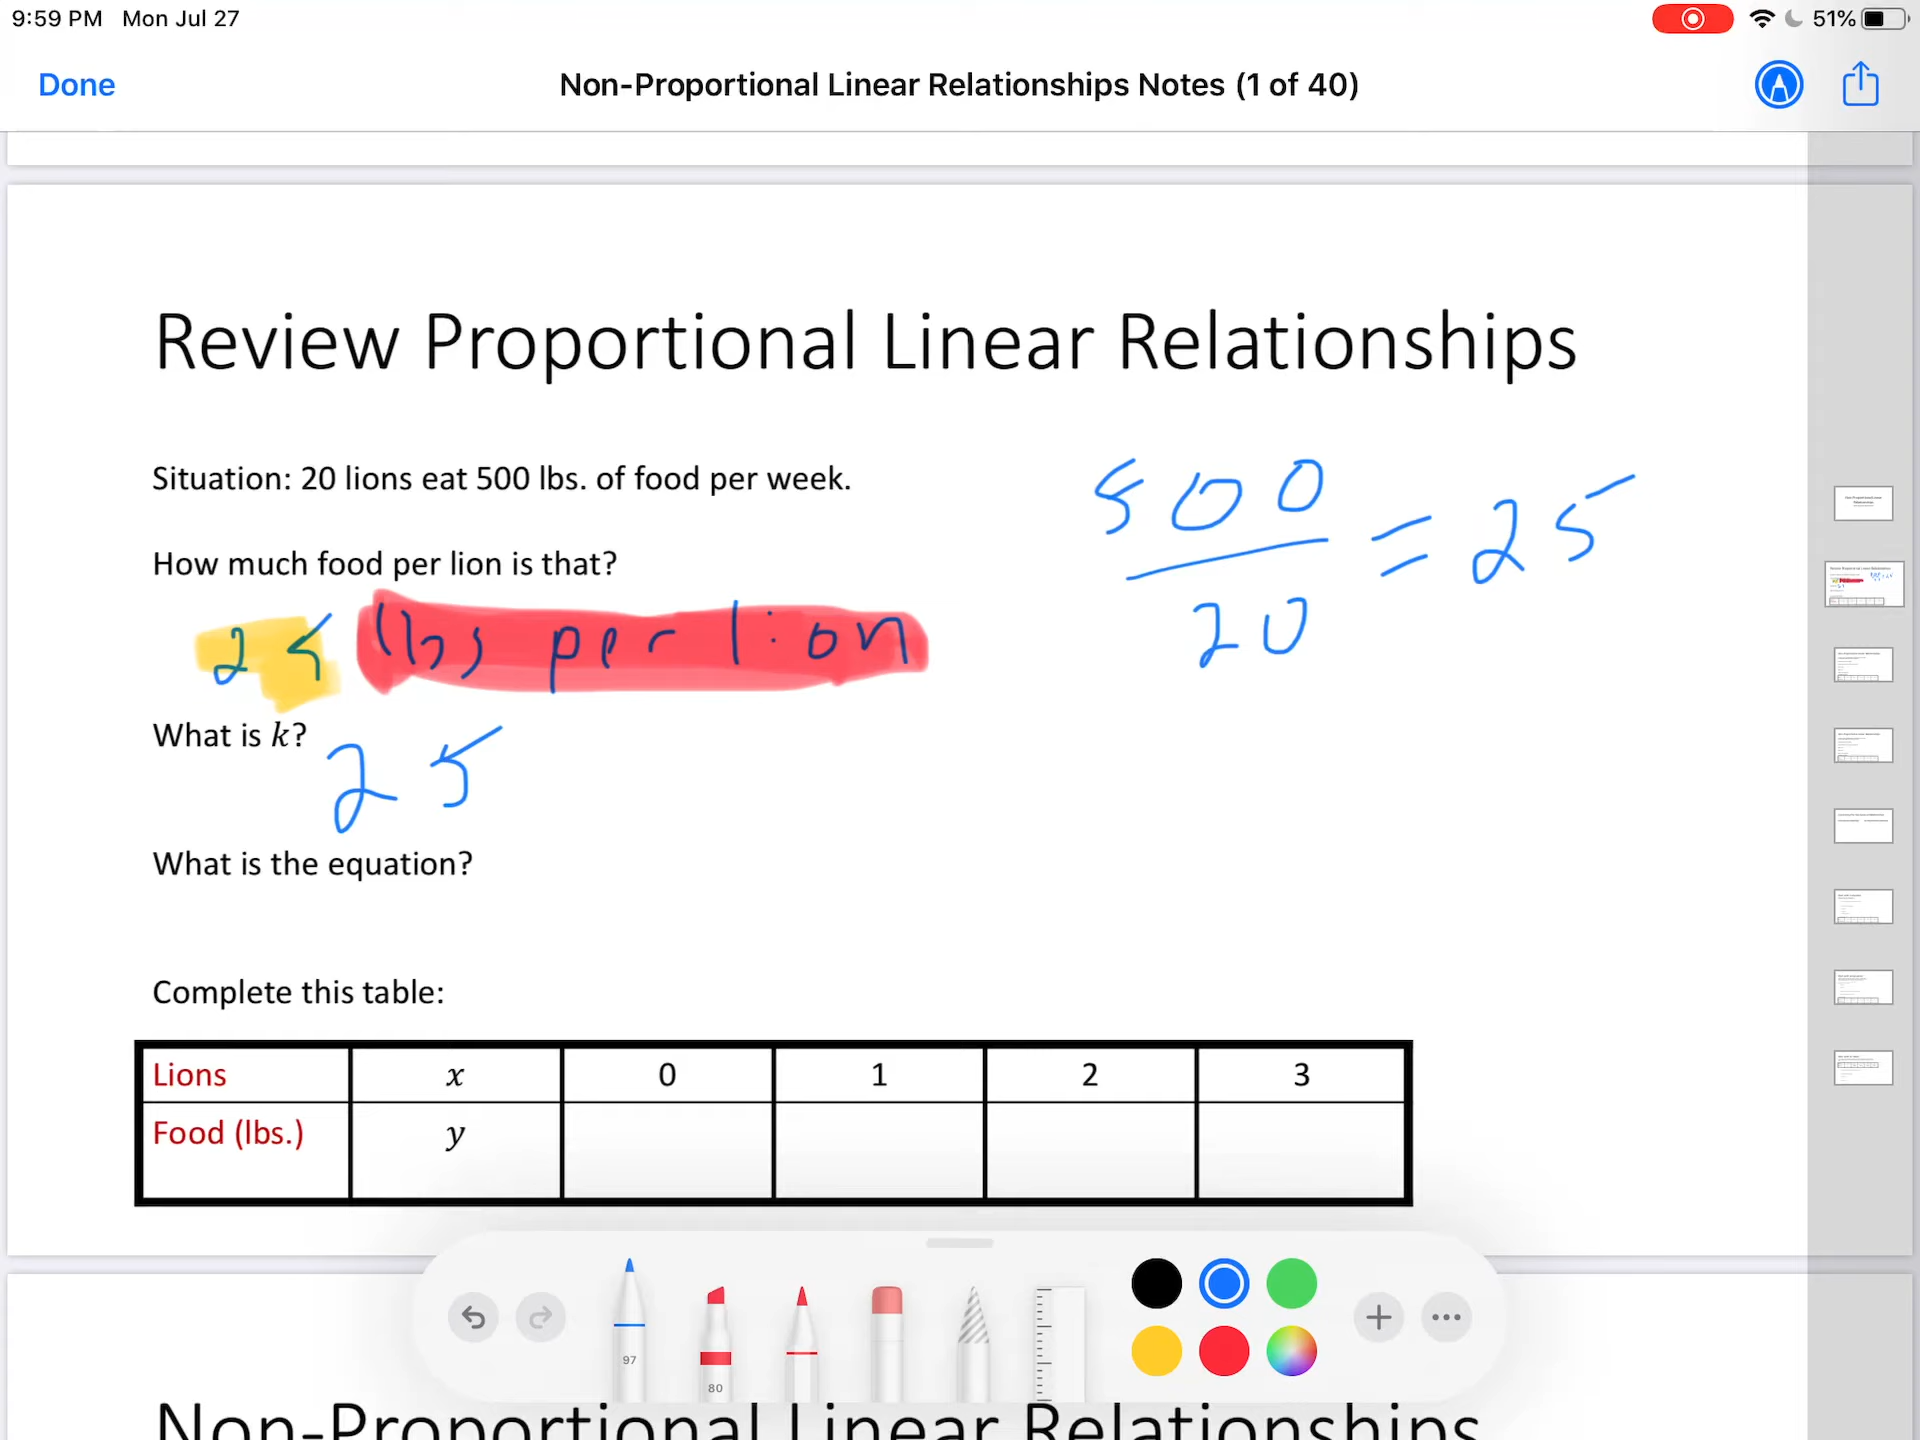 9:59 PM Mon Jul 27
51%
Done
Non-Proportional Linear Relationships Notes (1 of 40)
Review Proportional Linear Relationships
Situation: 20 lions eat 500 lbs. of food per week.
500
20
= 25
How much food per lion is that?
25 lbs per lion
What is k?
25
What is the equation?
Complete this table:
Lions x 0 1 2 3
Food (lbs.) y
97
80
Non-Proportional Linear Relationships